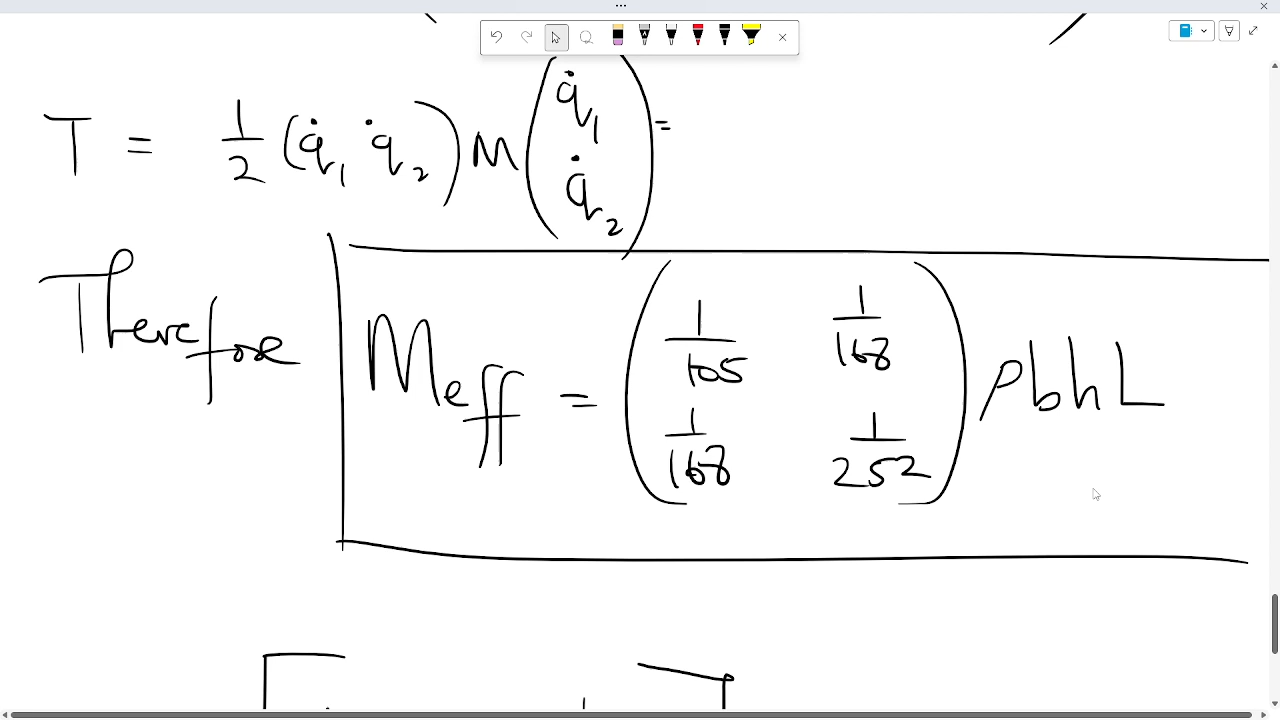 T = 1/2 (q̇₁ q̇₂) M (q̇₁ q̇₂) =
Therefore M_eff = (1/105 1/168
1/168 1/252) ρbhL